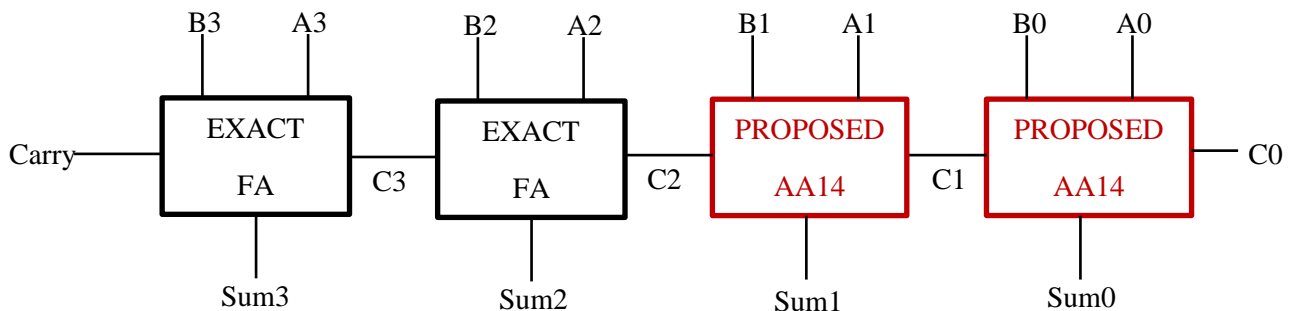 B3 A3 B2 A2 B1 A1 B0 A0
EXACT EXACT PROPOSED PROPOSED
Carry C3 C2 C1 C0
FA FA AA14 AA14
Sum3 Sum2 Sum1 Sum0